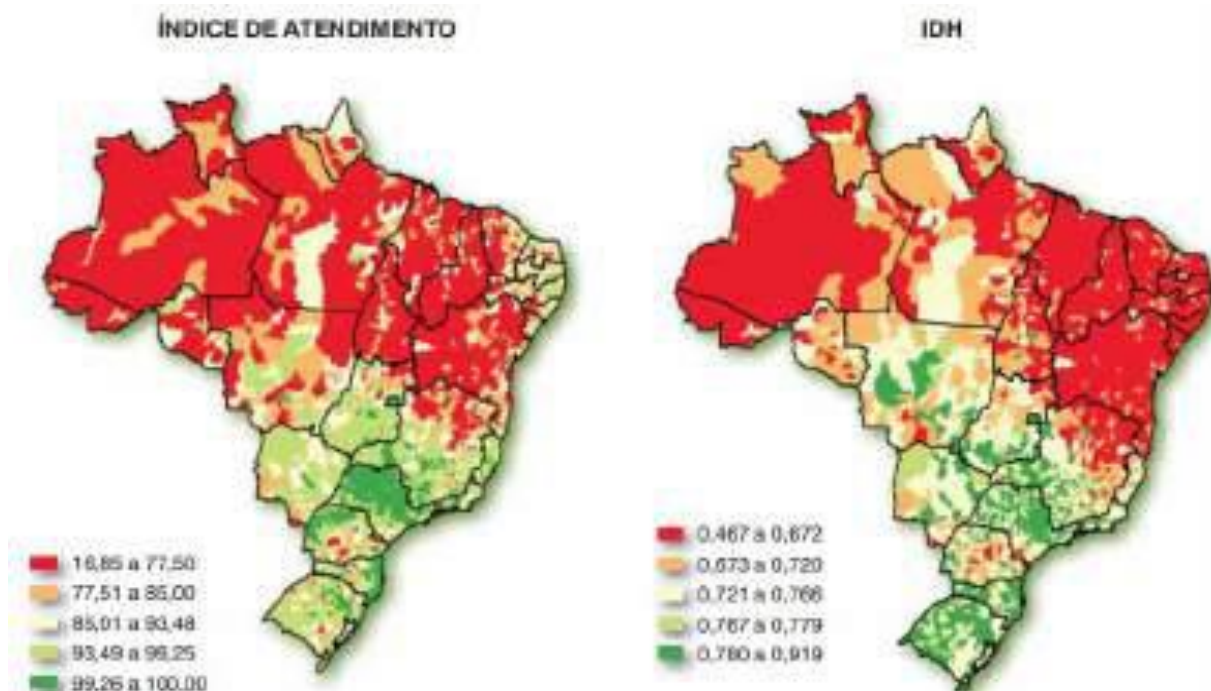 ÍNDICE DE ATENDIMENTO
16,85 a 77,50
77,51 a 85,00
85,01 a 93,48
93,49 a 99,25
99,26 a 100,00
IDH
0.467 a 0,672
0.673 a 0,720
0.721 a 0,766
0,767 a 0,779
0,780 a 0,919